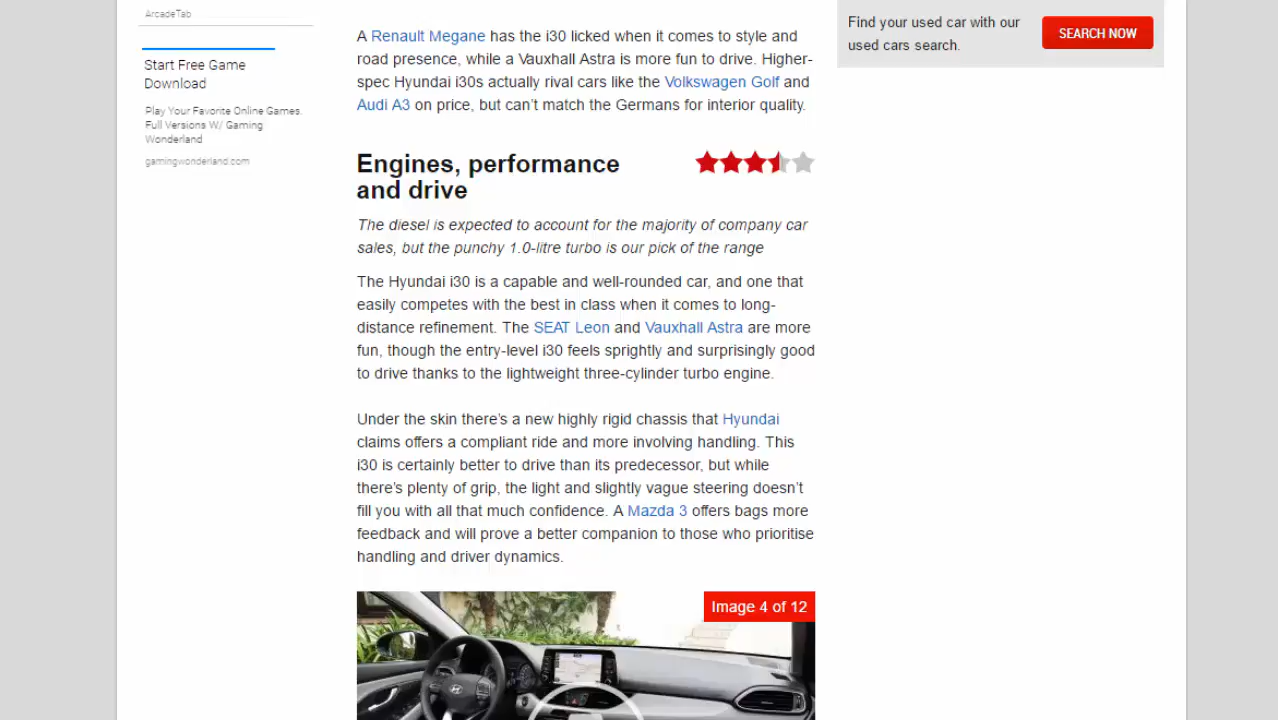 ArcadeTab
Start Free Game
Download
Play Your Favorite Online Games.
Full Versions W/ Gaming
Wonderland
gamingwonderland.com
A Renault Megane has the i30 licked when it comes to style and
road presence, while a Vauxhall Astra is more fun to drive. Higher-
spec Hyundai i30s actually rival cars like the Volkswagen Golf and
Audi A3 on price, but can’t match the Germans for interior quality.
Engines, performance
and drive
The diesel is expected to account for the majority of company car
sales, but the punchy 1.0-litre turbo is our pick of the range
The Hyundai i30 is a capable and well-rounded car, and one that
easily competes with the best in class when it comes to long-
distance refinement. The SEAT Leon and Vauxhall Astra are more
fun, though the entry-level i30 feels sprightly and surprisingly good
to drive thanks to the lightweight three-cylinder turbo engine.
Under the skin there’s a new highly rigid chassis that Hyundai
claims offers a compliant ride and more involving handling. This
i30 is certainly better to drive than its predecessor, but while
there’s plenty of grip, the light and slightly vague steering doesn’t
fill you with all that much confidence. A Mazda 3 offers bags more
feedback and will prove a better companion to those who prioritise
handling and driver dynamics.
Image 4 of 12
Find your used car with our
used cars search.
SEARCH NOW